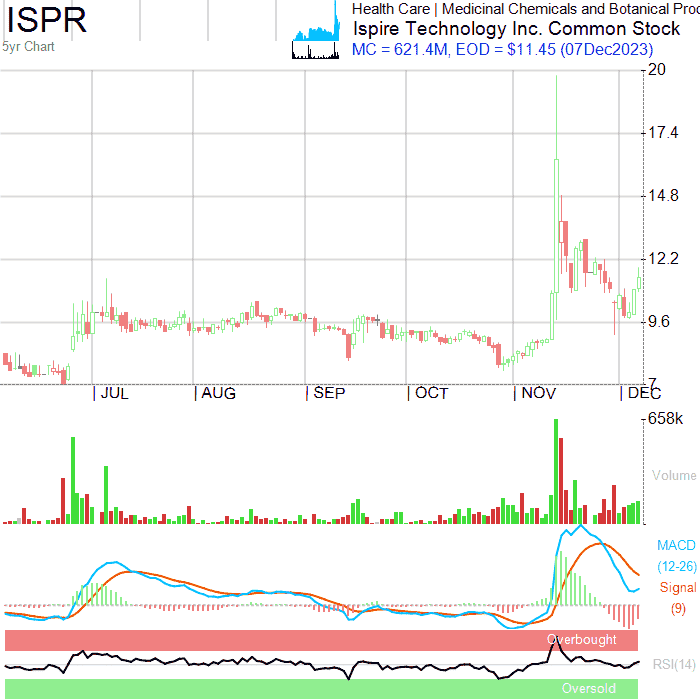 ISPR
5yr Chart
Health Care | Medicinal Chemicals and Botanical Proc
Ispire Technology Inc. Common Stock
MC = 621.4M, EOD = $11.45 (07Dec2023)
20
17.4
14.8
12.2
9.6
7
JUL
AUG
SEP
OCT
NOV
DEC
658k
Volume
MACD
(12-26)
Signal
(9)
Overbought
RSI(14)
Oversold